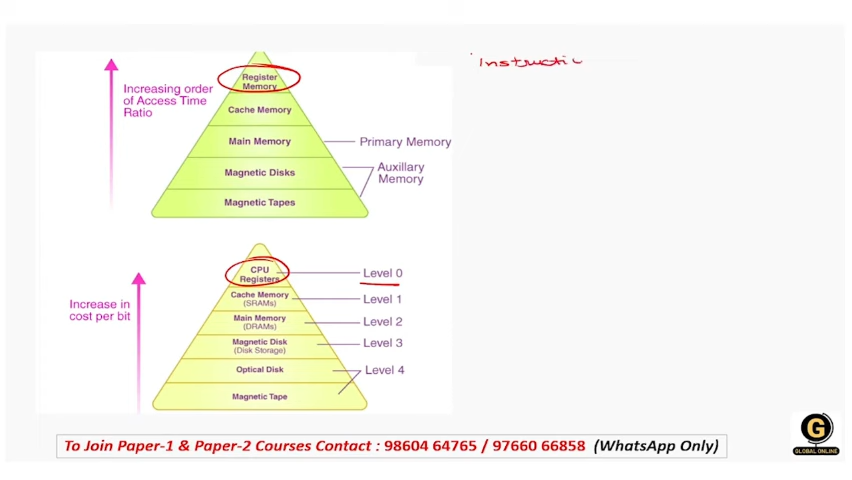 Instructi
Increasing order
of Access Time
Ratio
Register
Memory
Cache Memory
Main Memory
Magnetic Disks
Magnetic Tapes
Primary Memory
Auxillary
Memory
Increase in
cost per bit
CPU
Registers
Cache Memory
(SRAMs)
Main Memory
(DRAMs)
Magnetic Disk
(Disk Storage)
Optical Disk
Magnetic Tape
Level 0
Level 1
Level 2
Level 3
Level 4
To Join Paper-1 & Paper-2 Courses Contact : 98604 64765 / 97660 66858 (WhatsApp Only)
G
GLOBAL ONLINE